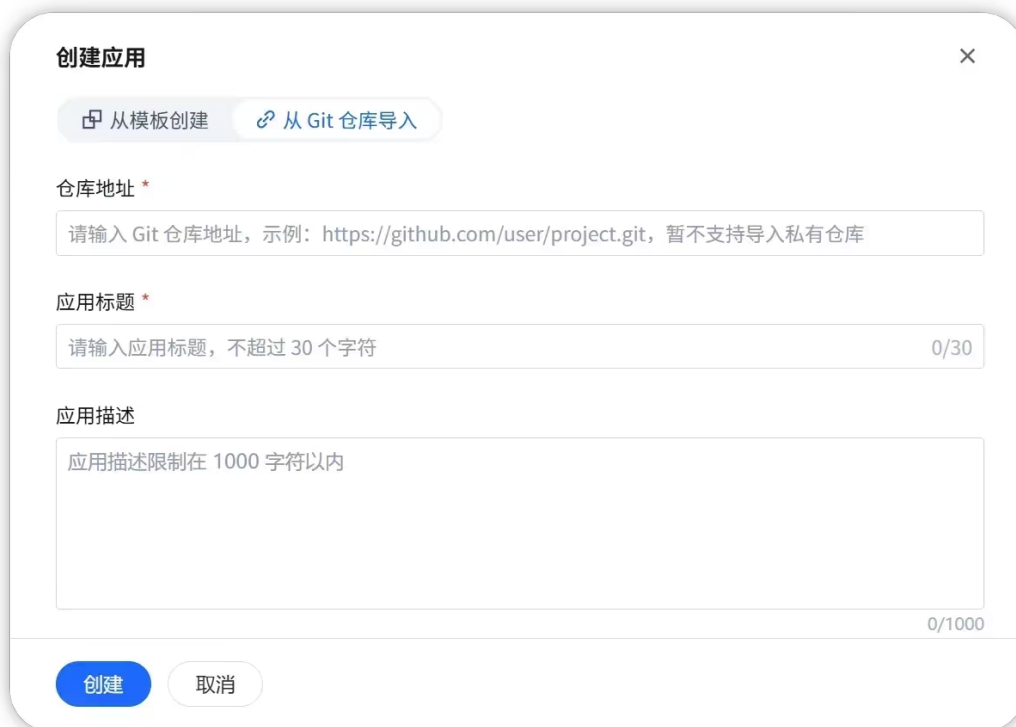 创建应用
从模板创建
从 Git 仓库导入
仓库地址 *
请输入 Git 仓库地址，示例：https://github.com/user/project.git，暂不支持导入私有仓库
应用标题 *
请输入应用标题，不超过 30 个字符
0/30
应用描述
应用描述限制在 1000 字符以内
0/1000
创建
取消